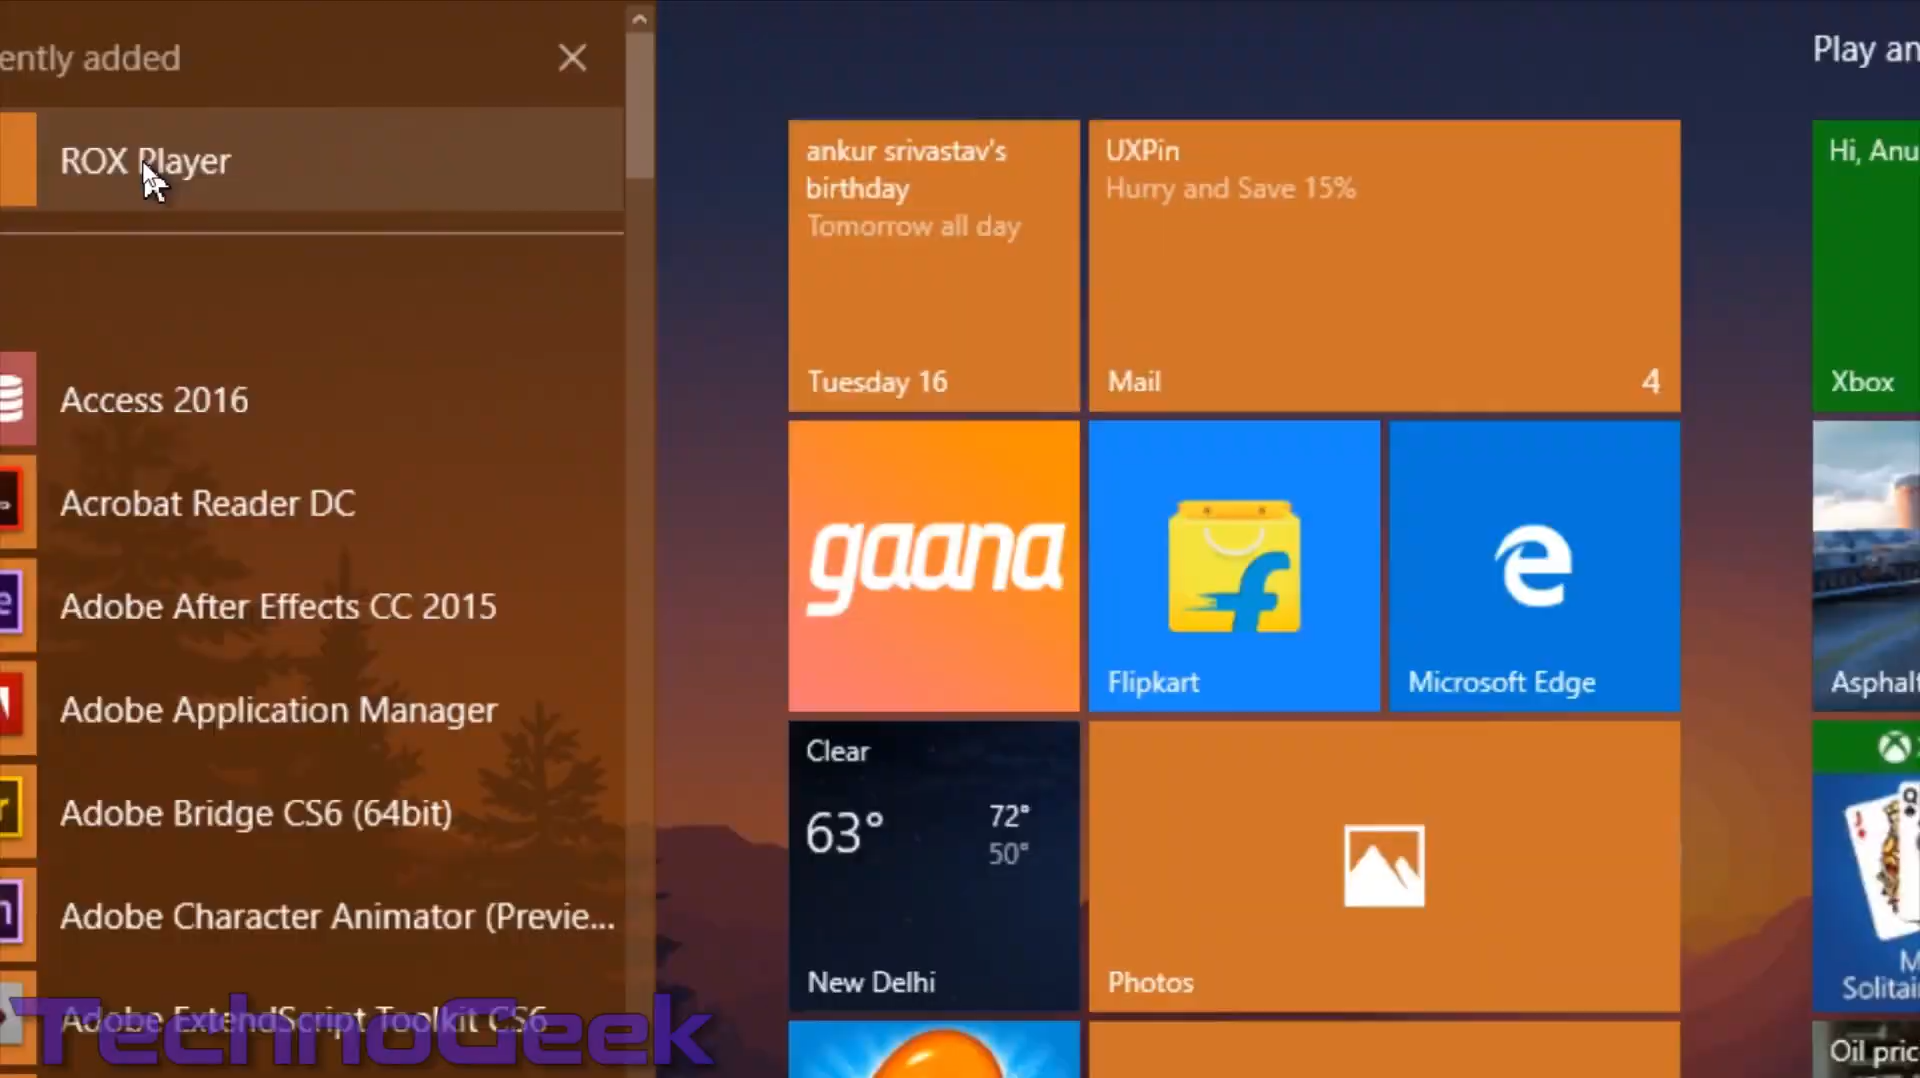 ently added
ROX Player
Access 2016
Acrobat Reader DC
Adobe After Effects CC 2015
Adobe Application Manager
Adobe Bridge CS6 (64bit)
Adobe Character Animator (Previe...
Adobe ExtendScript Toolkit CS6
TechnoGeek
ankur srivastav's
birthday
Tomorrow all day
Tuesday 16
UXPin
Hurry and Save 15%
Mail
4
gaana
Flipkart
Microsoft Edge
Clear
63°
72°
50°
New Delhi
Photos
Play an
Hi, Anu
Xbox
Asphalt
M
Solitai
Oil pric